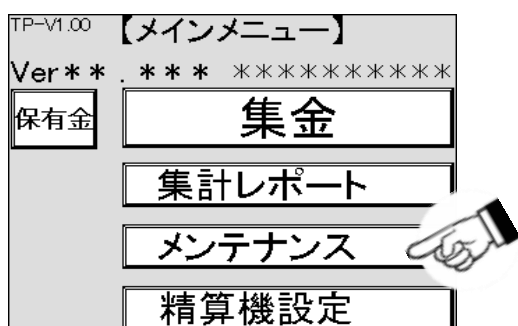 TP-V1.00 【メインメニュー】
Ver**.*** **********
保有金 集金
集計レポート
メンテナンス
精算機設定